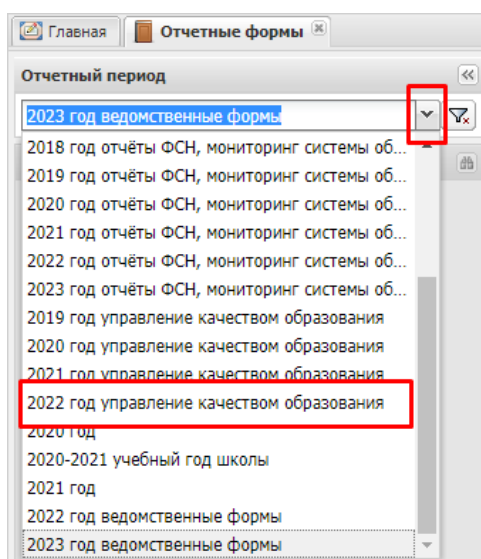 Главная
Отчетные формы
Отчетный период
2023 год ведомственные формы
2018 год отчёты ФСН, мониторинг системы об...
2019 год отчёты ФСН, мониторинг системы об...
2020 год отчёты ФСН, мониторинг системы об...
2021 год отчёты ФСН, мониторинг системы об...
2022 год отчёты ФСН, мониторинг системы об...
2023 год отчёты ФСН, мониторинг системы об...
2019 год управление качеством образования
2020 год управление качеством образования
2021 год управление качеством образования
2022 год управление качеством образования
2020 год
2020-2021 учебный год школы
2021 год
2022 год ведомственные формы
2023 год ведомственные формы